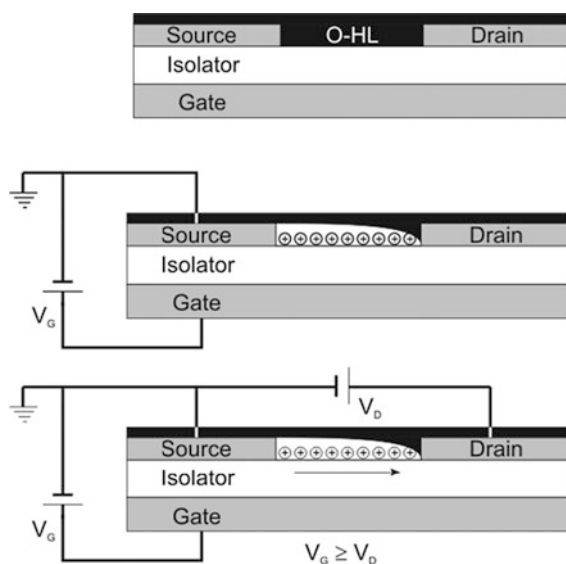 Source O-HL Drain
Isolator
Gate
Source ⊕⊕⊕⊕⊕⊕⊕⊕⊕ Drain
Isolator
Gate
V_G
V_D
Source ⊕⊕⊕⊕⊕⊕⊕⊕⊕ Drain
Isolator
Gate
V_G
V_G ≥ V_D